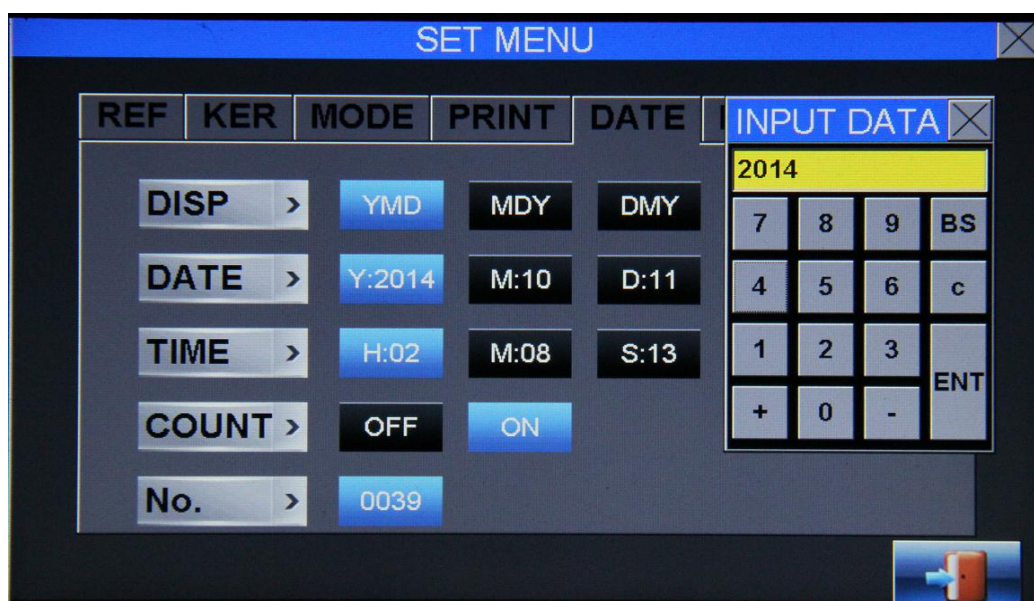 SET MENU
REF KER MODE PRINT DATE
INPUT DATA
2014
DISP > YMD MDY DMY
DATE > Y:2014 M:10 D:11
TIME > H:02 M:08 S:13
COUNT > OFF ON
No. > 0039
7 8 9 BS
4 5 6 c
1 2 3 ENT
+ 0 -